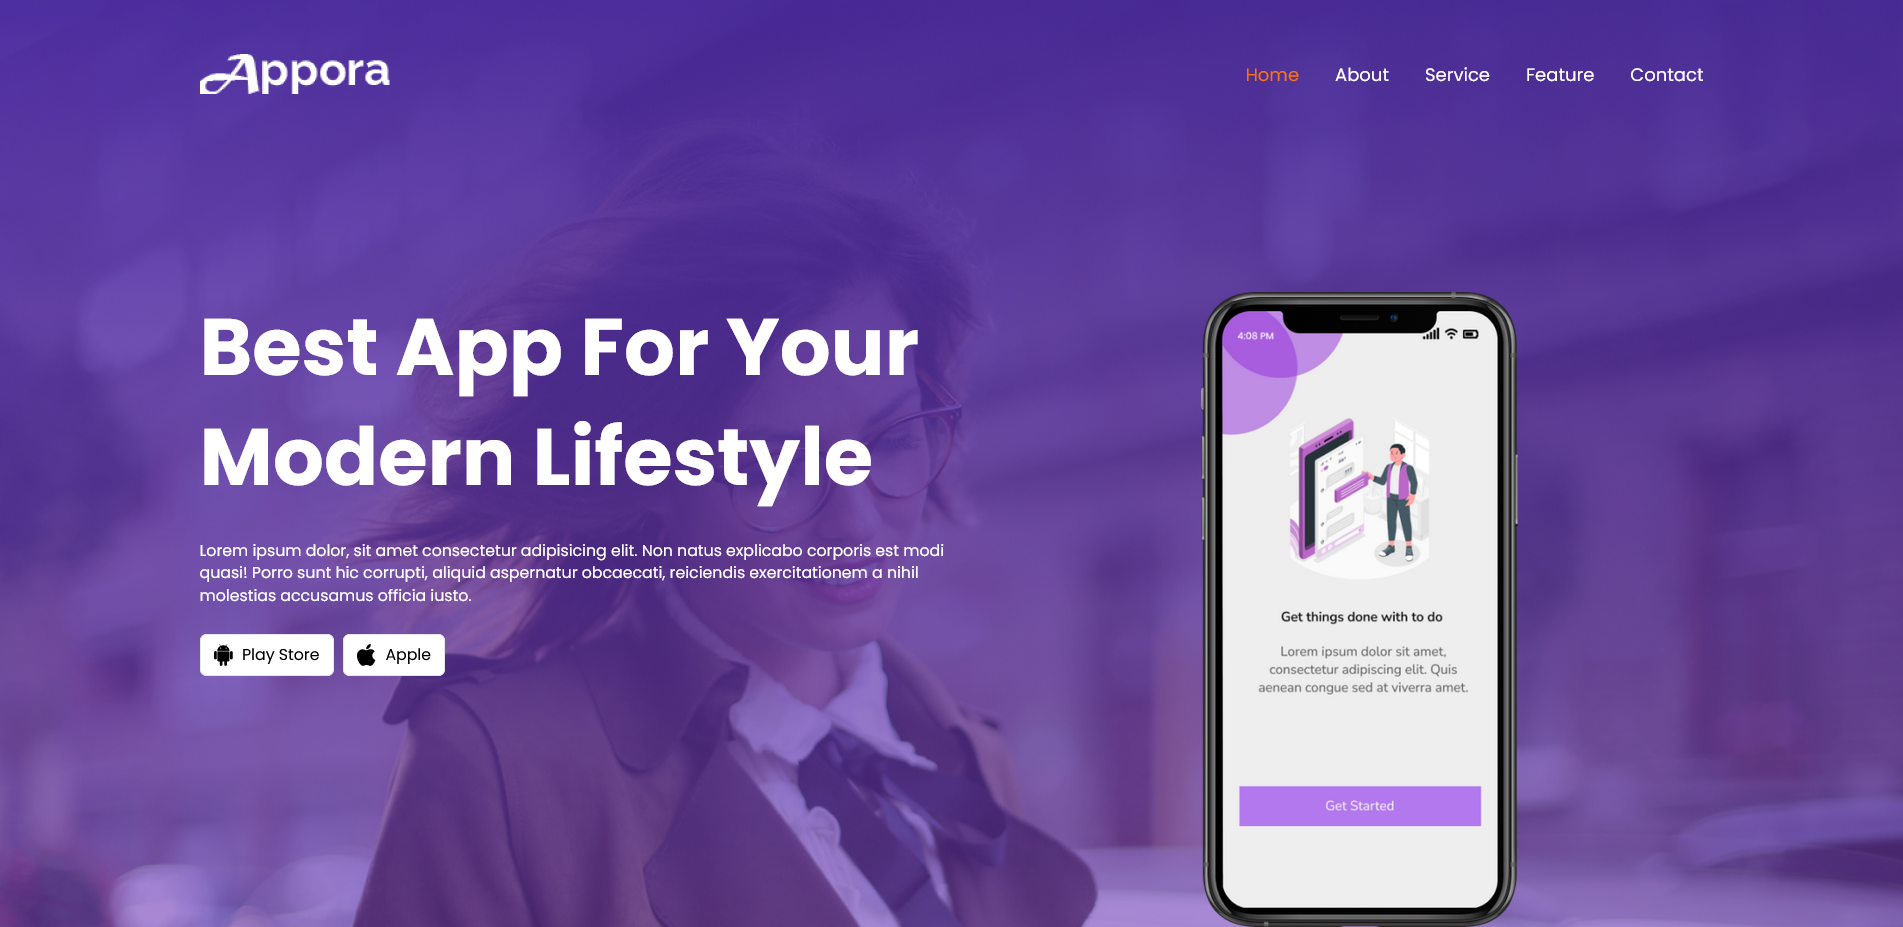 Appora
Home About Service Feature Contact
Best App For Your
Modern Lifestyle
Lorem ipsum dolor, sit amet consectetur adipisicing elit. Non natus explicabo corporis est modi
quasi! Porro sunt hic corrupti, aliquid aspernatur obcaecati, reiciendis exercitationem a nihil
molestias accusamus officia iusto.
Play Store Apple
4:08 PM
Get things done with to do
Lorem ipsum dolor sit amet,
consectetur adipiscing elit. Quis
aenean congue sed at viverra amet.
Get Started